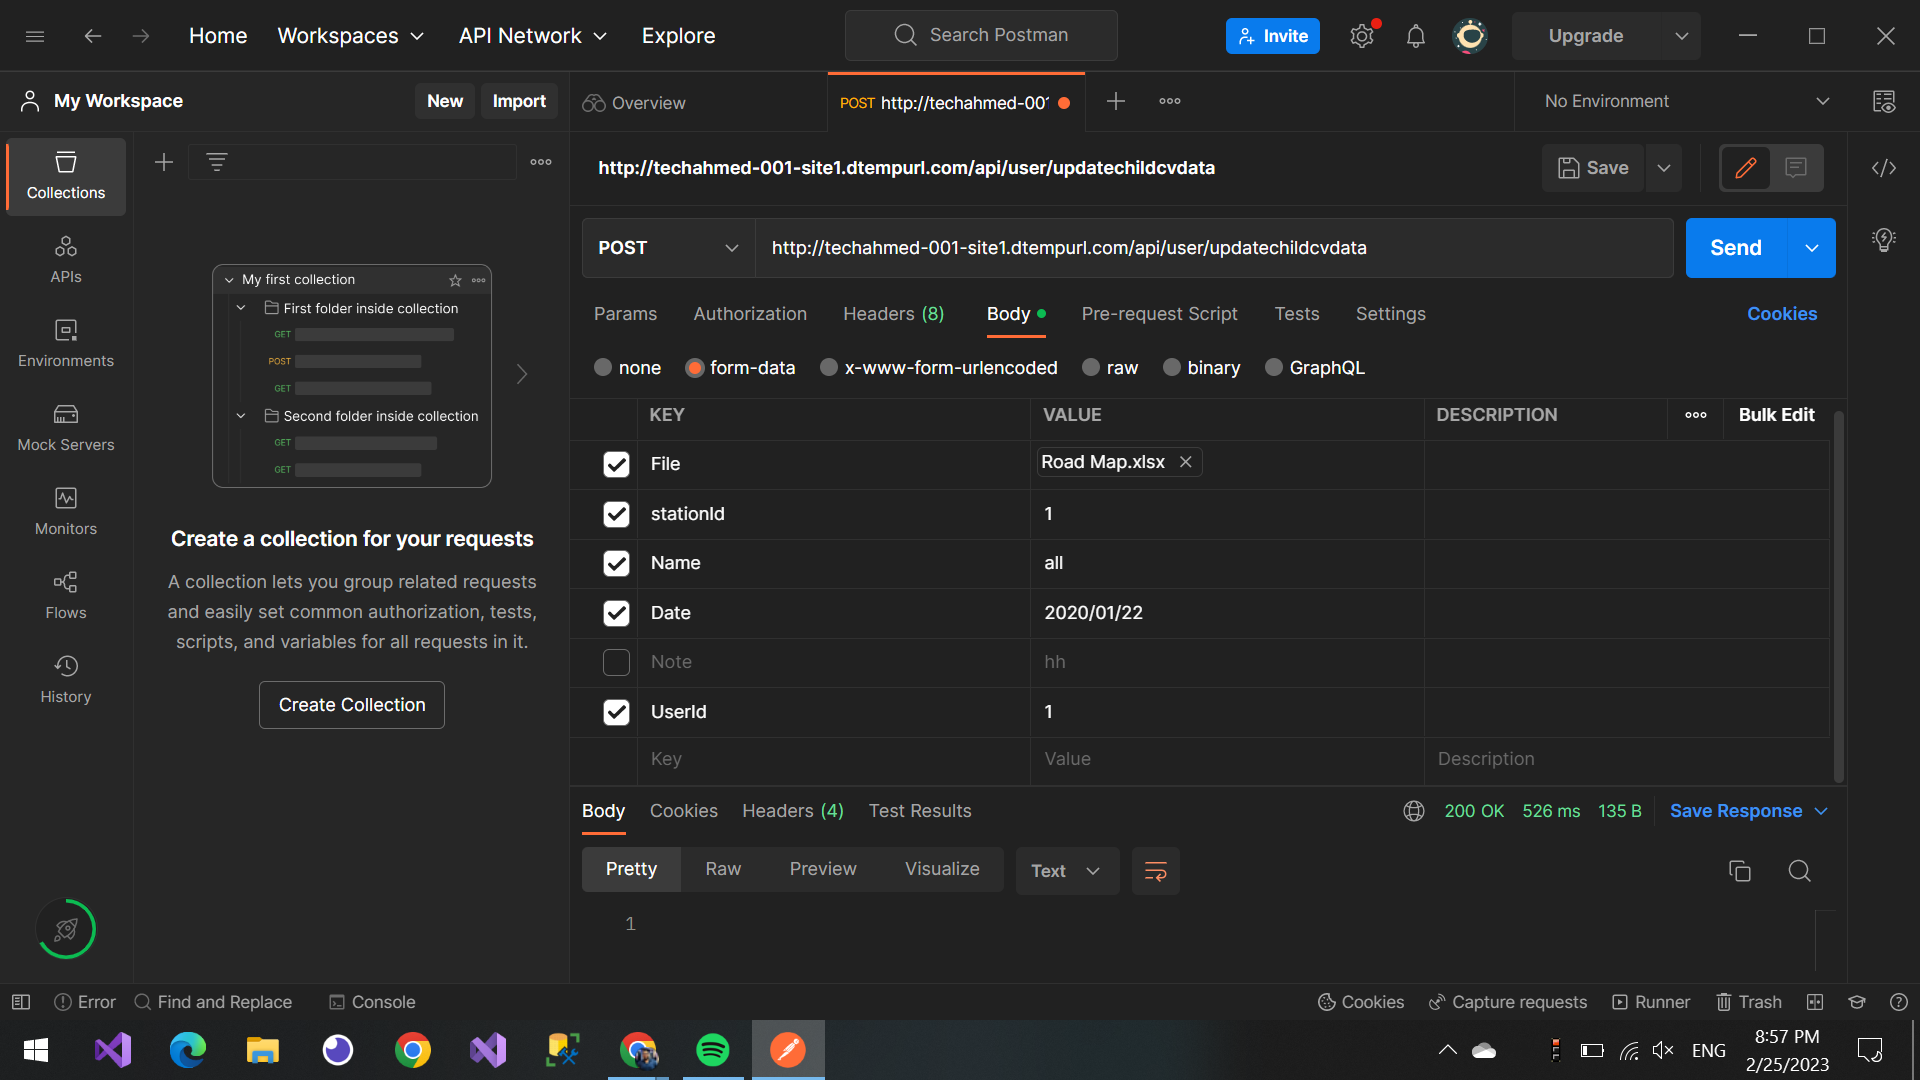 Home Workspaces API Network Explore Search Postman Invite Upgrade
My Workspace New Import Overview POST http://techahmed-001 No Environment
Collections
APIs
Environments
Mock Servers
Monitors
Flows
History
My first collection
First folder inside collection
GET
POST
GET
Second folder inside collection
GET
GET
Create a collection for your requests
A collection lets you group related requests
and easily set common authorization, tests,
scripts, and variables for all requests in it.
Create Collection
http://techahmed-001-site1.dtempurl.com/api/user/updatechildcvdata Save
POST http://techahmed-001-site1.dtempurl.com/api/user/updatechildcvdata Send
Params Authorization Headers (8) Body Pre-request Script Tests Settings Cookies
none form-data x-www-form-urlencoded raw binary GraphQL
KEY VALUE DESCRIPTION Bulk Edit
File Road Map.xlsx
stationId 1
Name all
Date 2020/01/22
Note hh
UserId 1
Key Value Description
Body Cookies Headers (4) Test Results 200 OK 526 ms 135 B Save Response
Pretty Raw Preview Visualize Text
1
Error Find and Replace Console Cookies Capture requests Runner Trash
ENG 8:57 PM
2/25/2023